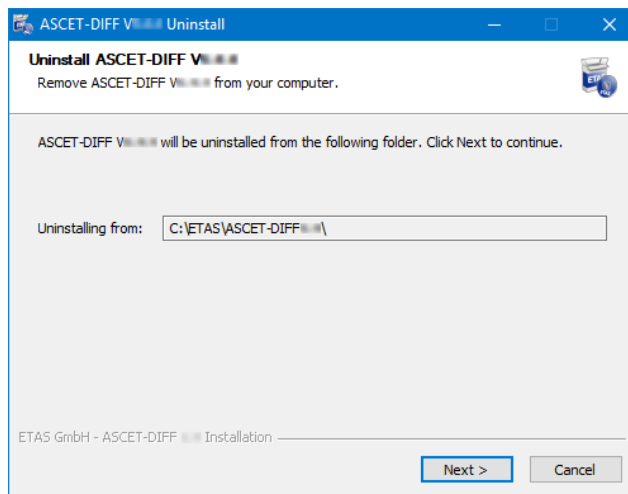 ASCET-DIFF Uninstall
Uninstall ASCET-DIFF
Remove ASCET-DIFF from your computer.
ETAS
ASCET-DIFF will be uninstalled from the following folder. Click Next to continue.
Uninstalling from: C:\ETAS\ASCET-DIFF \
ETAS GmbH - ASCET-DIFF Installation
Next >
Cancel